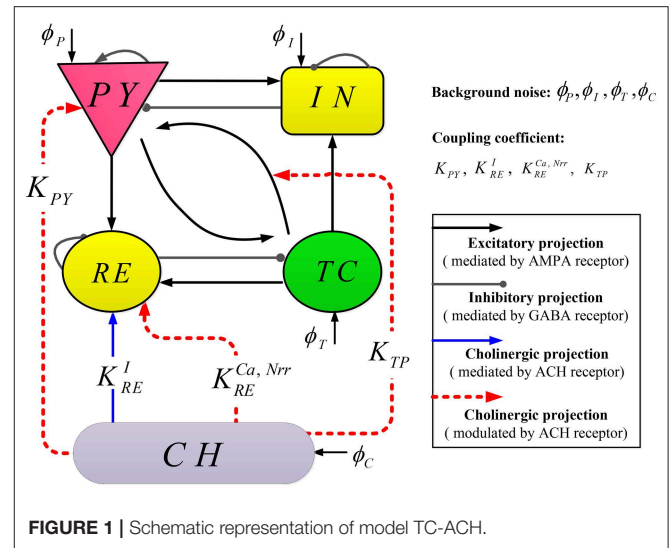 ϕ_P
ϕ_I
PY
IN
Background noise: ϕ_P, ϕ_I, ϕ_T, ϕ_C
Coupling coefficient:
K_PY, K_RE^I, K_RE^Ca, Nrr, K_TP
K_PY
RE
TC
Excitatory projection
( mediated by AMPA receptor)
Inhibitory projection
( mediated by GABA receptor)
ϕ_T
K_RE^I
K_RE^Ca, Nrr
K_TP
Cholinergic projection
( mediated by ACH receptor)
Cholinergic projection
( modulated by ACH receptor)
CH
ϕ_C
FIGURE 1 | Schematic representation of model TC-ACH.